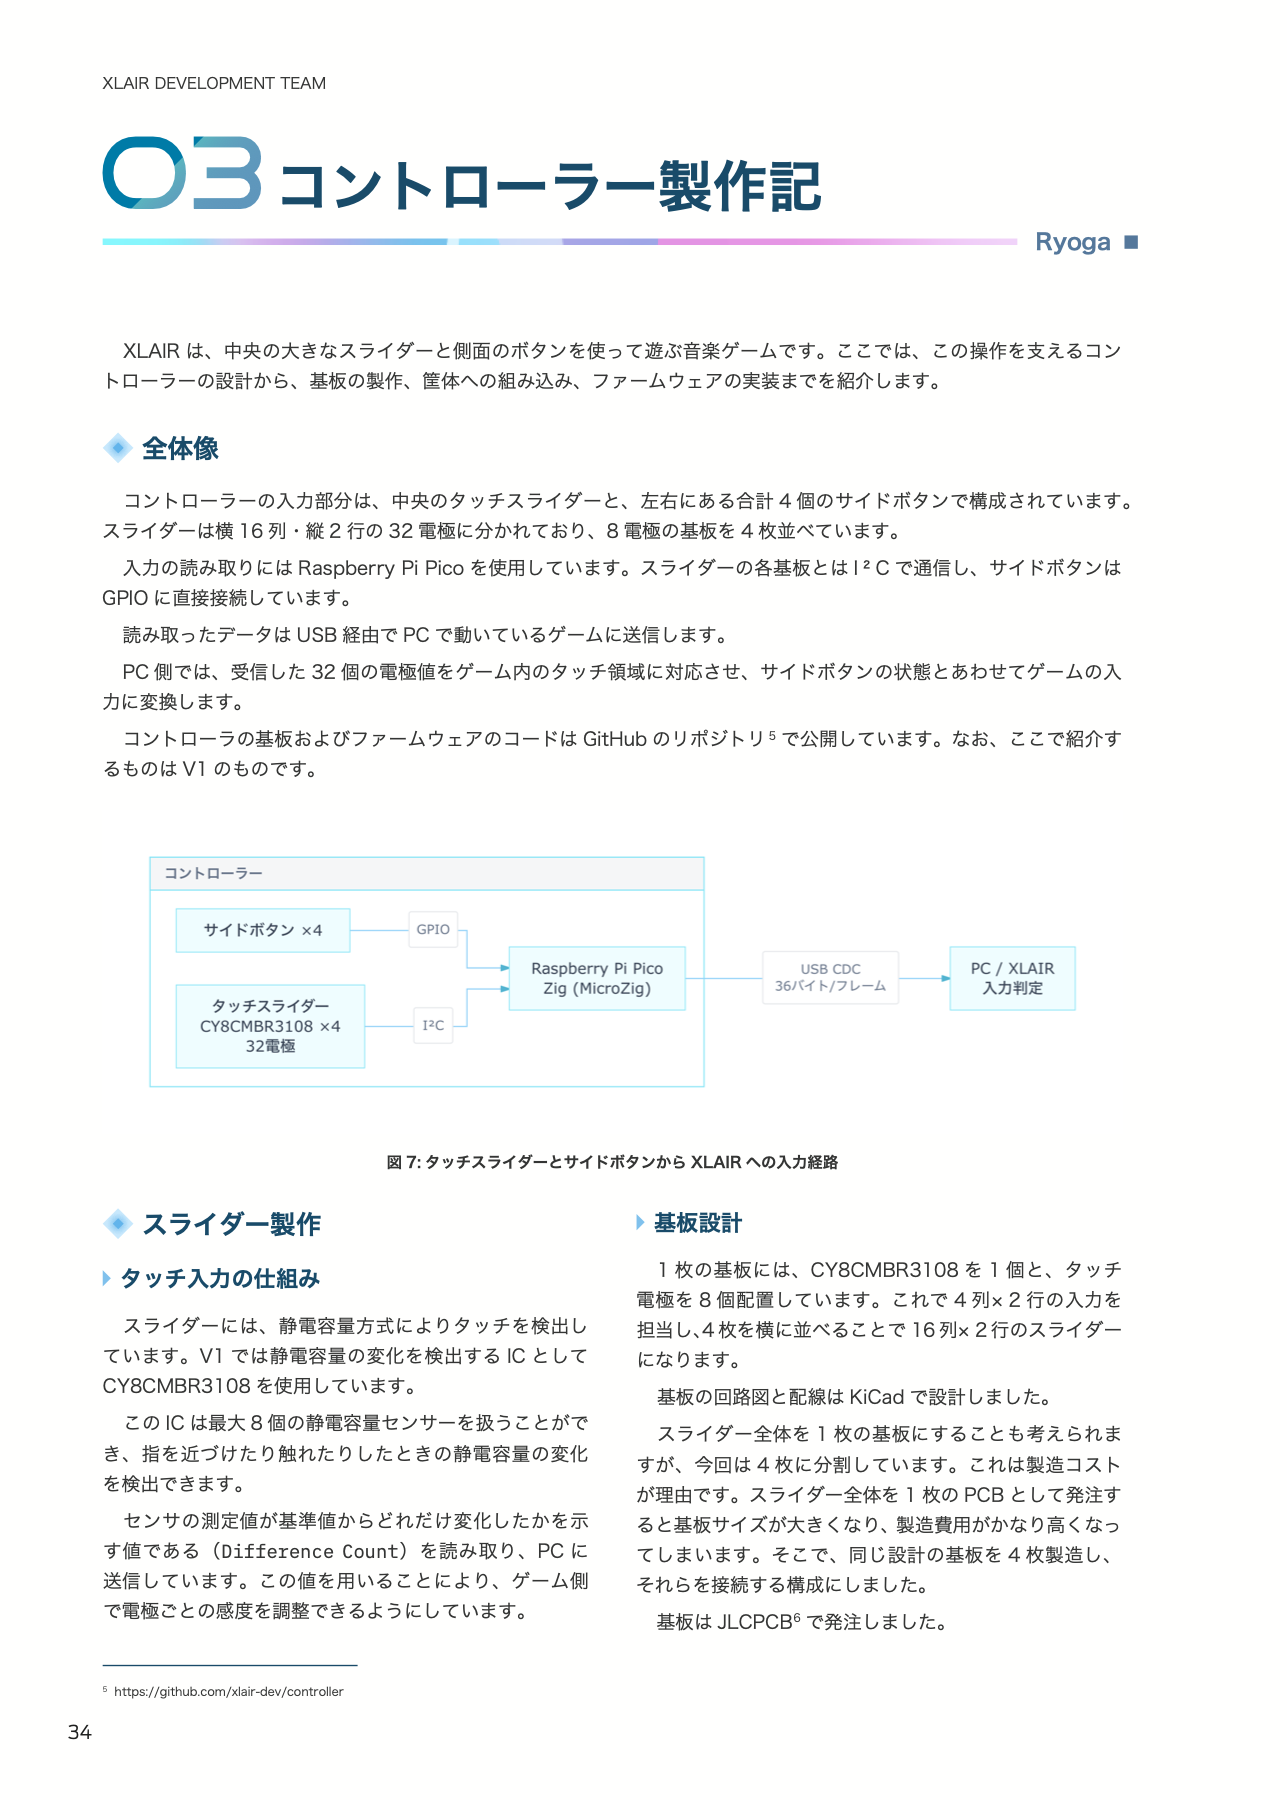 XLAIR DEVELOPMENT TEAM
03 コントローラー製作記
Ryoga ■
XLAIR は、中央の大きなスライダーと側面のボタンを使って遊ぶ音楽ゲームです。ここでは、この操作を支えるコン
トローラーの設計から、基板の製作、筐体への組み込み、ファームウェアの実装までを紹介します。
全体像
コントローラーの入力部分は、中央のタッチスライダーと、左右にある合計 4 個のサイドボタンで構成されています。
スライダーは横 16 列・縦 2 行の 32 電極に分かれており、8 電極の基板を 4 枚並べています。
入力の読み取りには Raspberry Pi Pico を使用しています。スライダーの各基板とは I² C で通信し、サイドボタンは
GPIO に直接接続しています。
読み取ったデータは USB 経由で PC で動いているゲームに送信します。
PC 側では、受信した 32 個の電極値をゲーム内のタッチ領域に対応させ、サイドボタンの状態とあわせてゲームの入
力に変換します。
コントローラの基板およびファームウェアのコードは GitHub のリポジトリ⁵ で公開しています。なお、ここで紹介す
るものは V1 のものです。
コントローラー
サイドボタン ×4
GPIO
タッチスライダー
CY8CMBR3108 ×4
32電極
I²C
Raspberry Pi Pico
Zig (MicroZig)
USB CDC
36バイト/フレーム
PC / XLAIR
入力判定
図 7: タッチスライダーとサイドボタンから XLAIR への入力経路
スライダー製作
タッチ入力の仕組み
スライダーには、静電容量方式によりタッチを検出し
ています。V1 では静電容量の変化を検出する IC として
CY8CMBR3108 を使用しています。
この IC は最大 8 個の静電容量センサーを扱うことがで
き、指を近づけたり触れたりしたときの静電容量の変化
を検出できます。
センサの測定値が基準値からどれだけ変化したかを示
す値である（Difference Count）を読み取り、PC に
送信しています。この値を用いることにより、ゲーム側
で電極ごとの感度を調整できるようにしています。
基板設計
1 枚の基板には、CY8CMBR3108 を 1 個と、タッチ
電極を 8 個配置しています。これで 4 列× 2 行の入力を
担当し、4 枚を横に並べることで 16 列× 2 行のスライダー
になります。
基板の回路図と配線は KiCad で設計しました。
スライダー全体を 1 枚の基板にすることも考えられま
すが、今回は 4 枚に分割しています。これは製造コスト
が理由です。スライダー全体を 1 枚の PCB として発注す
ると基板サイズが大きくなり、製造費用がかなり高くなっ
てしまいます。そこで、同じ設計の基板を 4 枚製造し、
それらを接続する構成にしました。
基板は JLCPCB⁶ で発注しました。
⁵ https://github.com/xlair-dev/controller
34